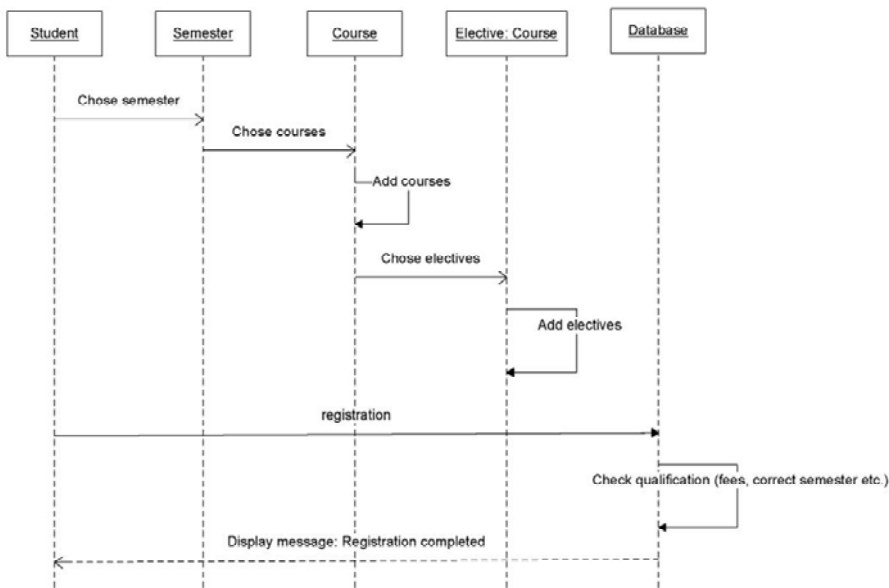 Student
Semester
Course
Elective: Course
Database
Chose semester
Chose courses
Add courses
Chose electives
Add electives
registration
Check qualification (fees, correct semester etc.)
Display message: Registration completed